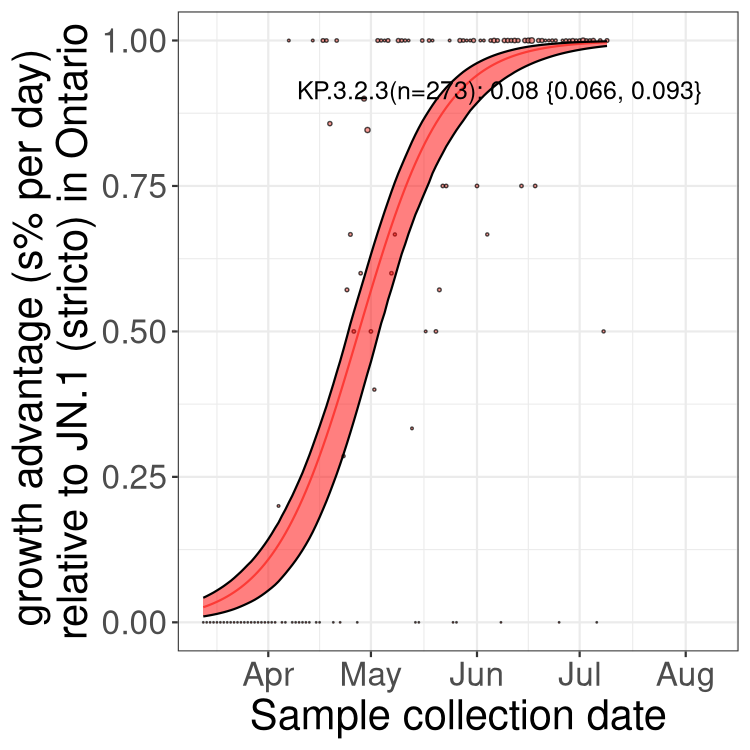 growth advantage (s% per day)
relative to JN.1 (stricto) in Ontario
1.00
0.75
0.50
0.25
0.00
KP.3.2.3(n=273): 0.08 {0.066, 0.093}
Apr May Jun Jul Aug
Sample collection date